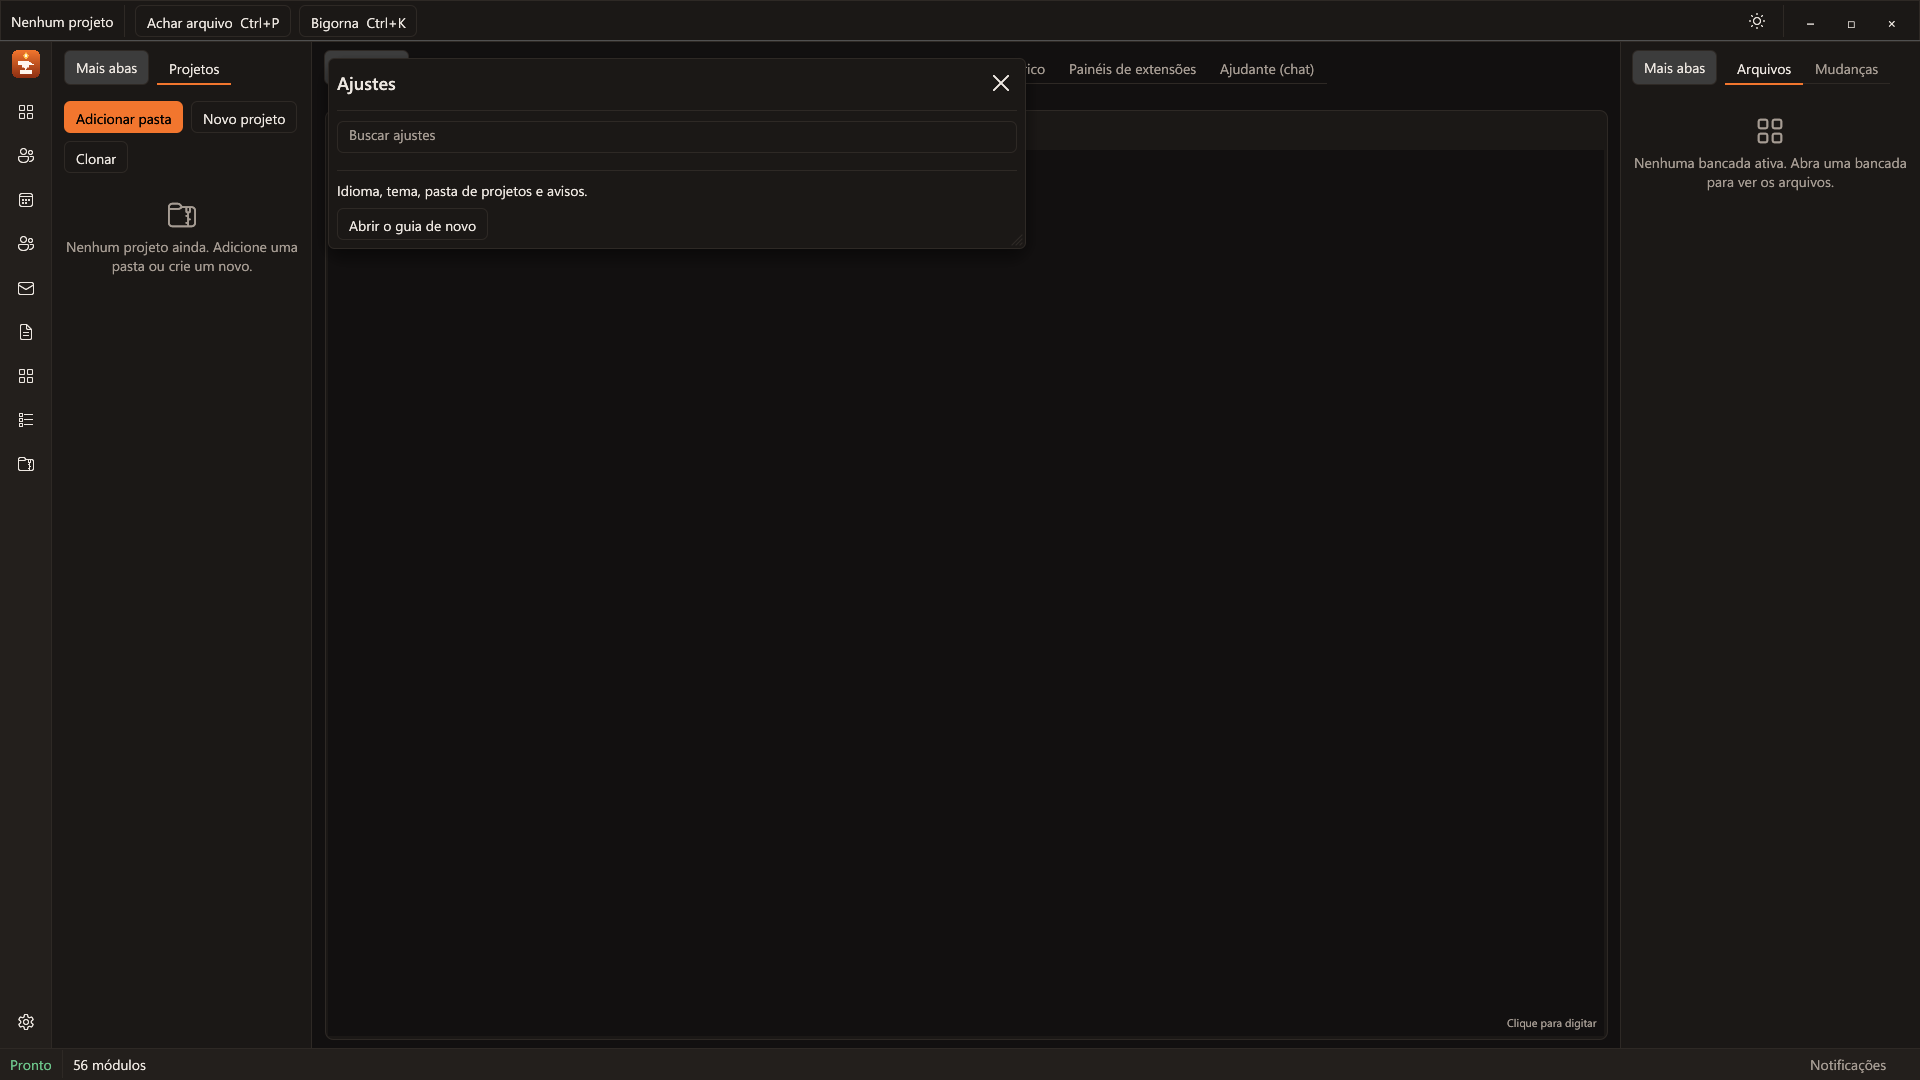 Nenhum projeto
Achar arquivo Ctrl+P
Bigorna Ctrl+K
Mais abas
Projetos
Adicionar pasta
Novo projeto
Clonar
Nenhum projeto ainda. Adicione uma
pasta ou crie um novo.
Ajustes
Buscar ajustes
Idioma, tema, pasta de projetos e avisos.
Abrir o guia de novo
Painéis de extensões
Ajudante (chat)
Clique para digitar
Mais abas
Arquivos
Mudanças
Nenhuma bancada ativa. Abra uma bancada
para ver os arquivos.
Pronto
56 módulos
Notificações